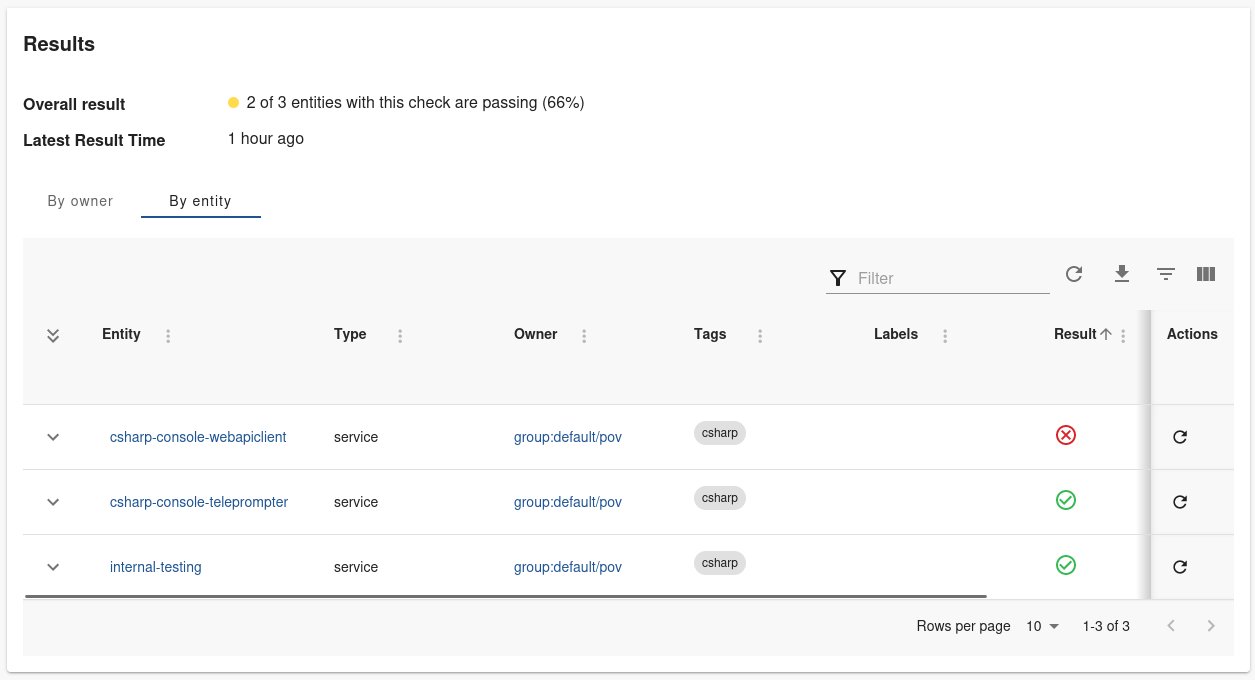 Results
Overall result 2 of 3 entities with this check are passing (66%)
Latest Result Time 1 hour ago
By owner By entity
Filter
Entity Type Owner Tags Labels Result Actions
csharp-console-webapiclient service group:default/pov csharp
csharp-console-teleprompter service group:default/pov csharp
internal-testing service group:default/pov csharp
Rows per page 10 1-3 of 3